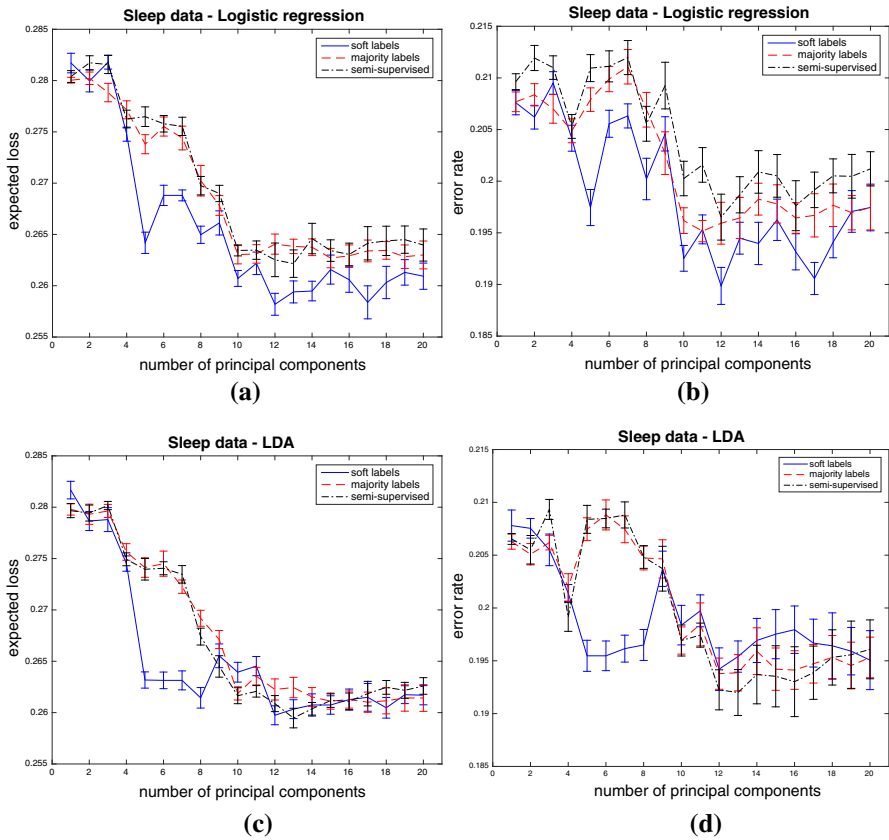 Sleep data - Logistic regression
soft labels
majority labels
semi-supervised
expected loss
0.285
0.28
0.275
0.27
0.265
0.26
0.255
0 2 4 6 8 10 12 14 16 18 20
number of principal components
(a)
Sleep data - Logistic regression
soft labels
majority labels
semi-supervised
error rate
0.215
0.21
0.205
0.2
0.195
0.19
0.185
0 2 4 6 8 10 12 14 16 18 20
number of principal components
(b)
Sleep data - LDA
soft labels
majority labels
semi-supervised
expected loss
0.285
0.28
0.275
0.27
0.265
0.26
0.255
0 2 4 6 8 10 12 14 16 18 20
number of principal components
(c)
Sleep data - LDA
soft labels
majority labels
semi-supervised
error rate
0.215
0.21
0.205
0.2
0.195
0.19
0.185
0 2 4 6 8 10 12 14 16 18 20
number of principal components
(d)